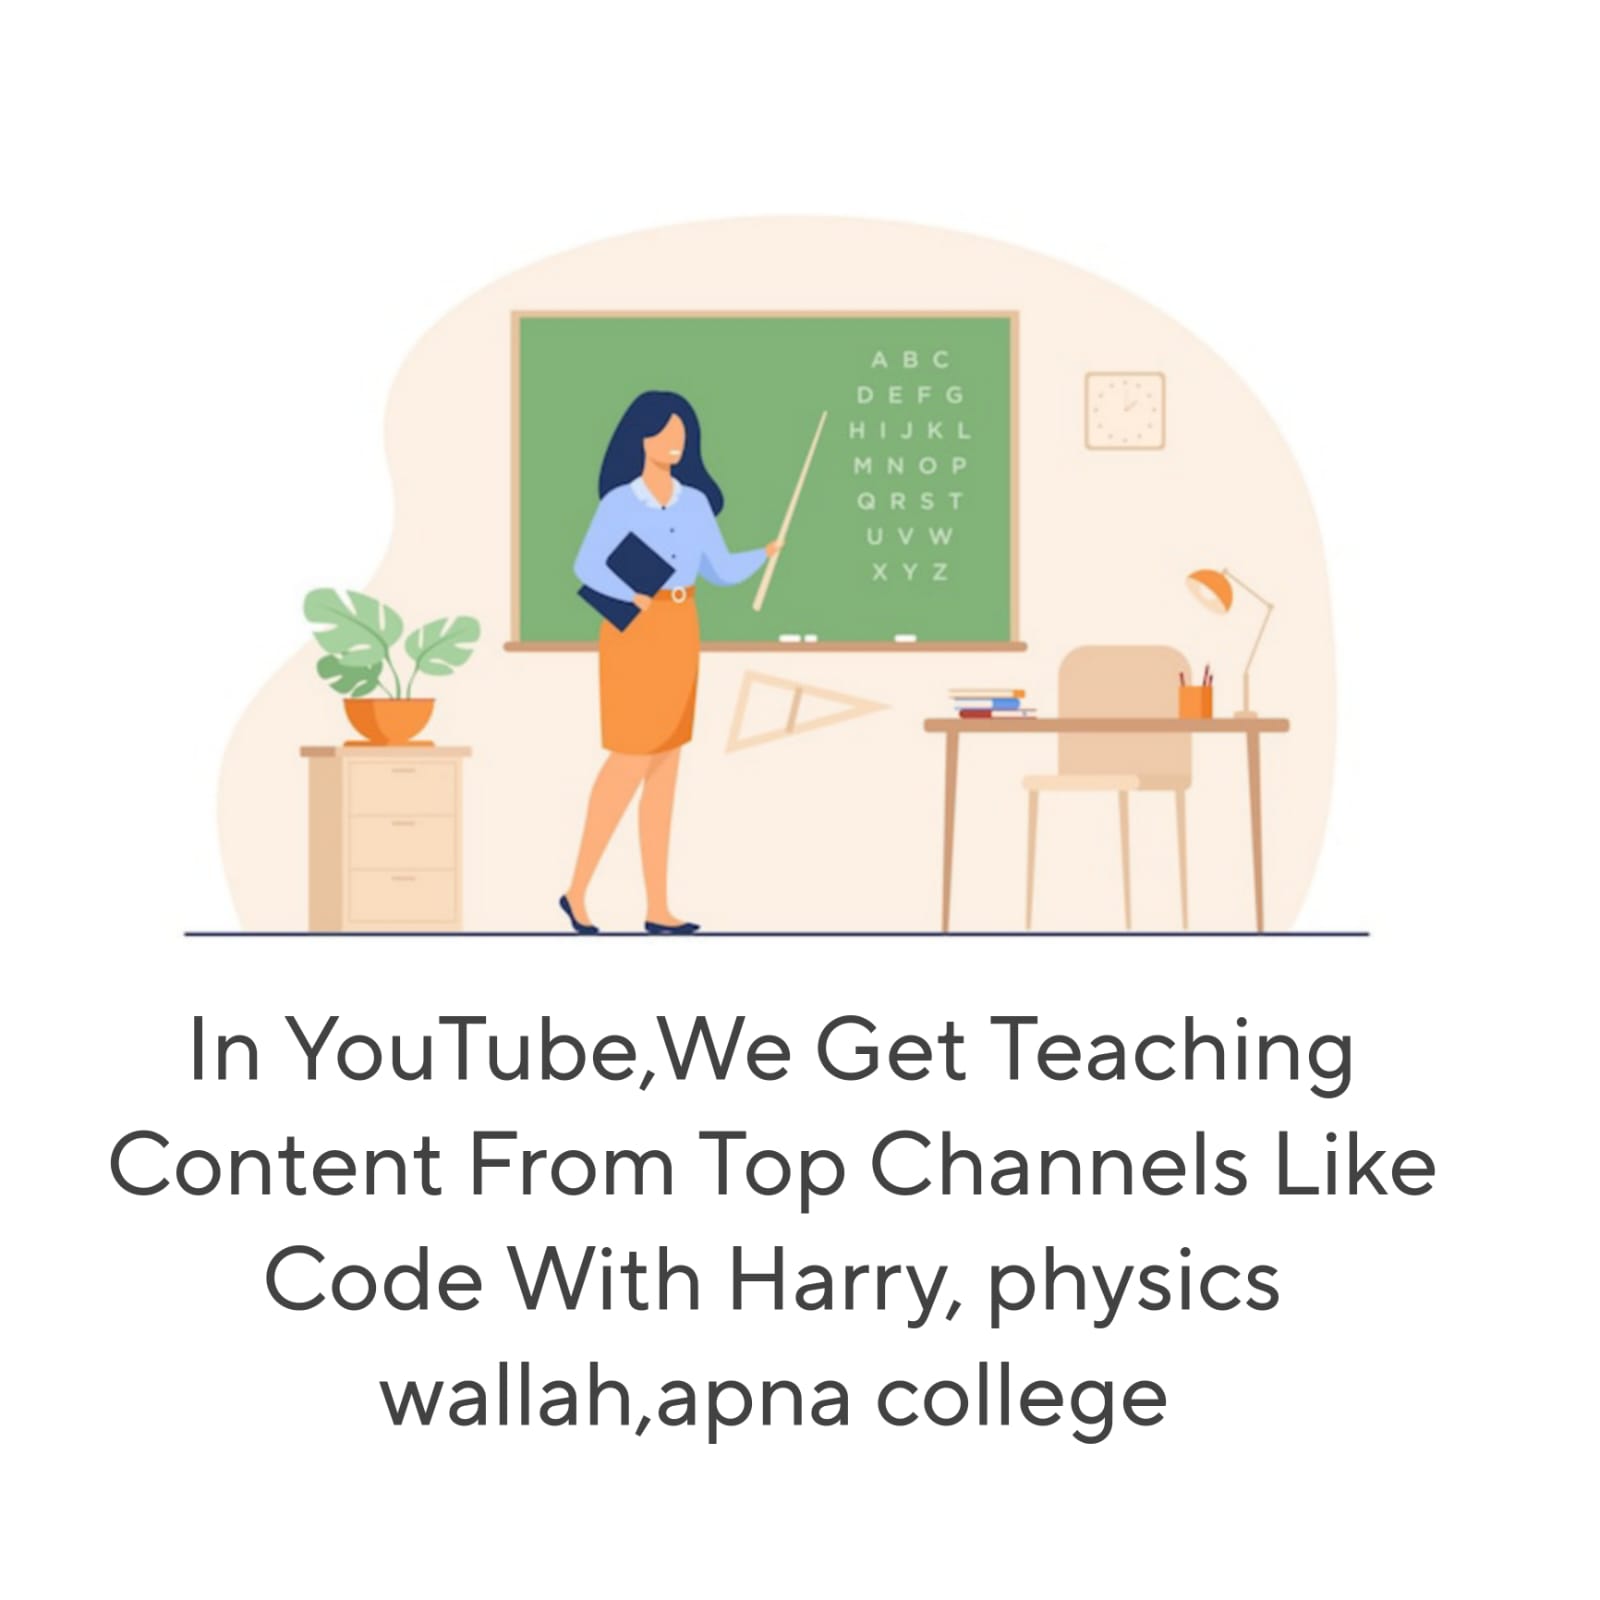 A B C
D E F G
H I J K L
M N O P
Q R S T
U V W
X Y Z
In YouTube,We Get Teaching
Content From Top Channels Like
Code With Harry, physics
wallah,apna college